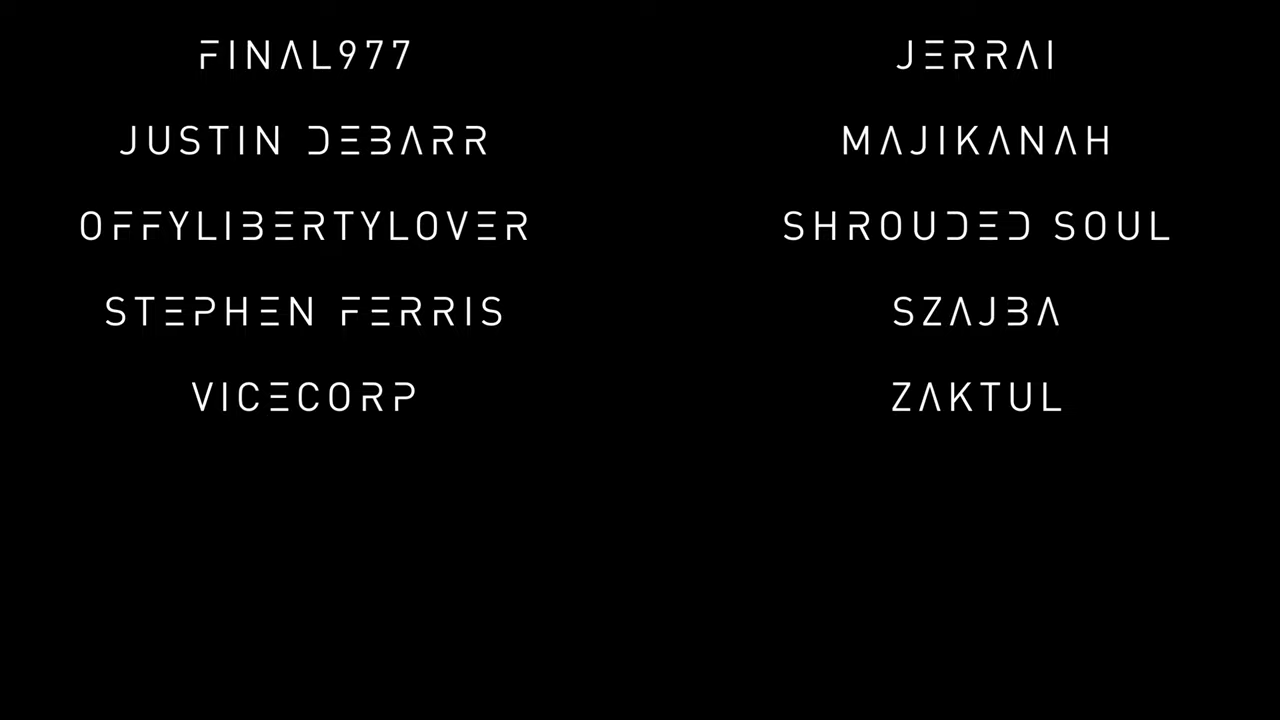 FINAL977
JERRAI
JUSTIN DEBARR
MAJIKANAH
OFFYLIBERTYLOVER
SHROUDED SOUL
STEPHEN FERRIS
SZAJBA
VICECORP
ZAKTUL